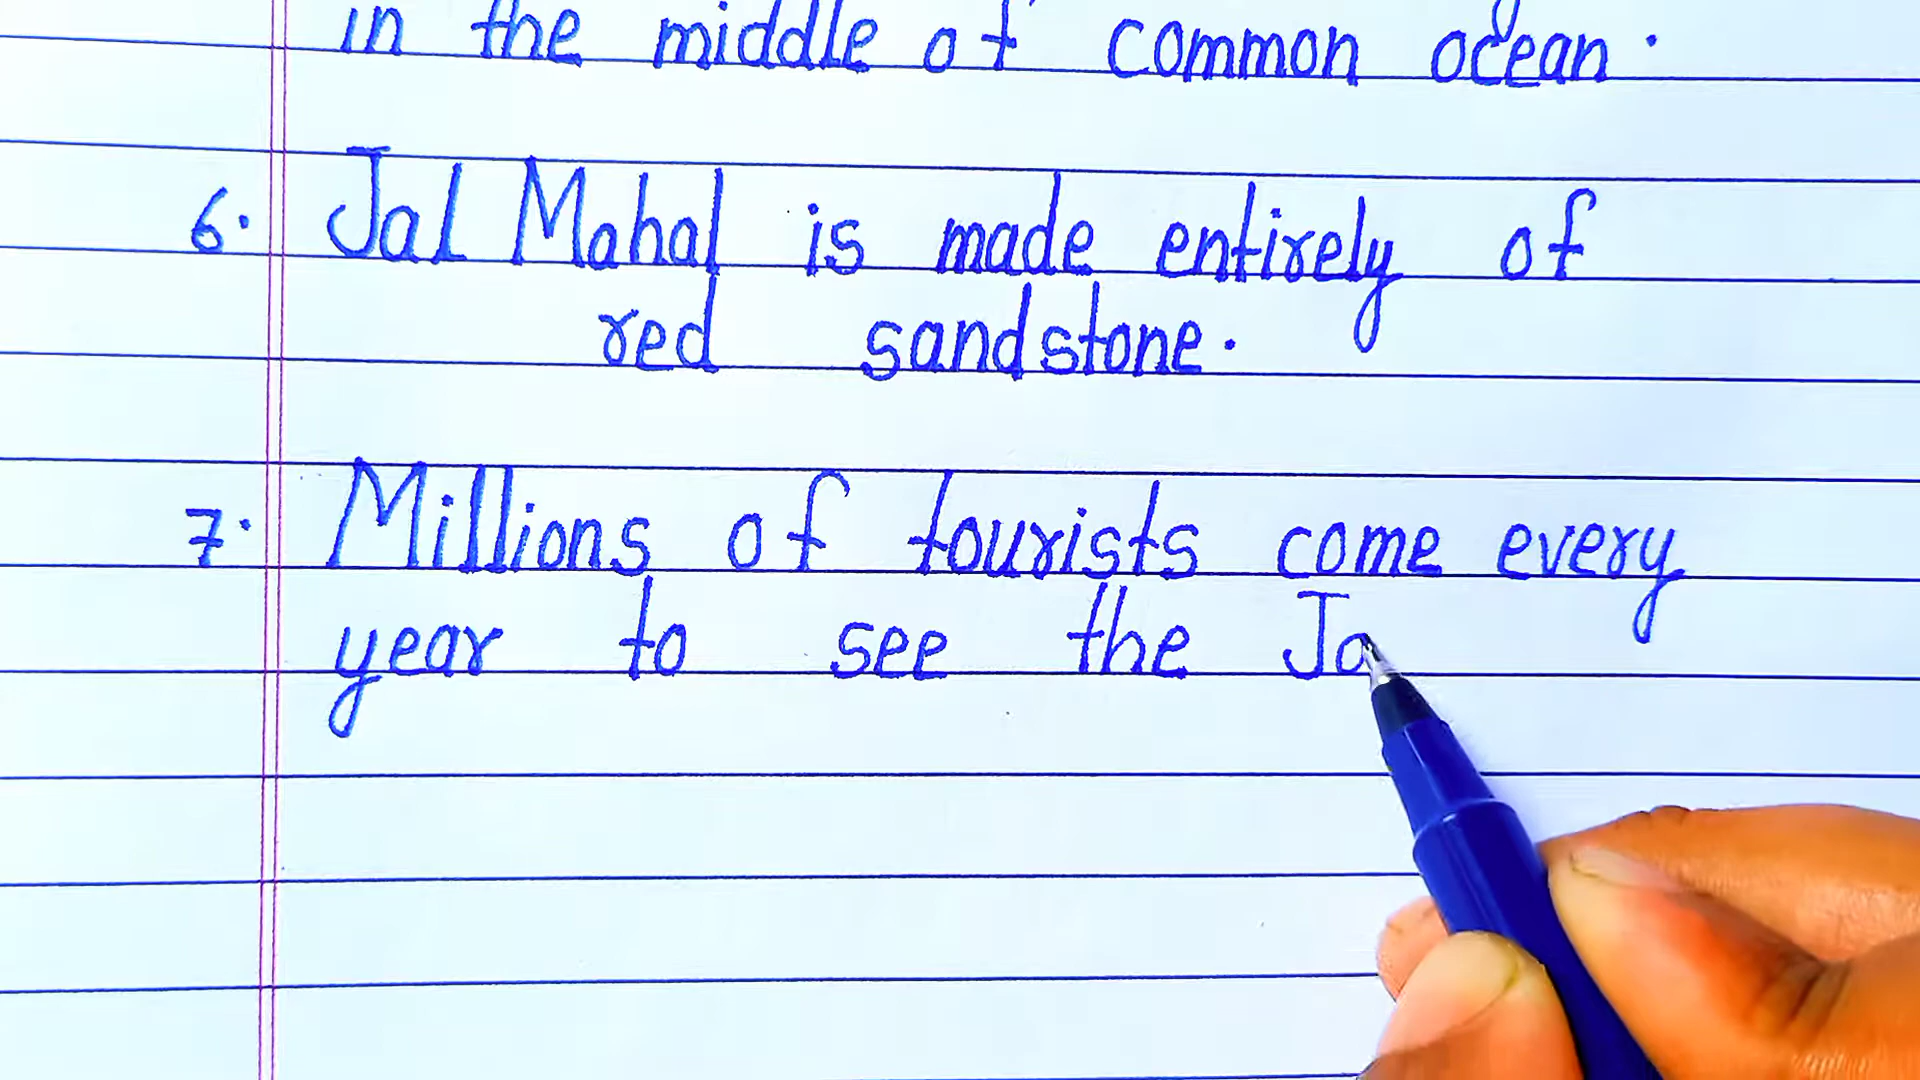 in the middle of common ocean.
6. Jal Mahal is made entirely of
red sandstone.
7. Millions of tourists come every
year to see the Ja